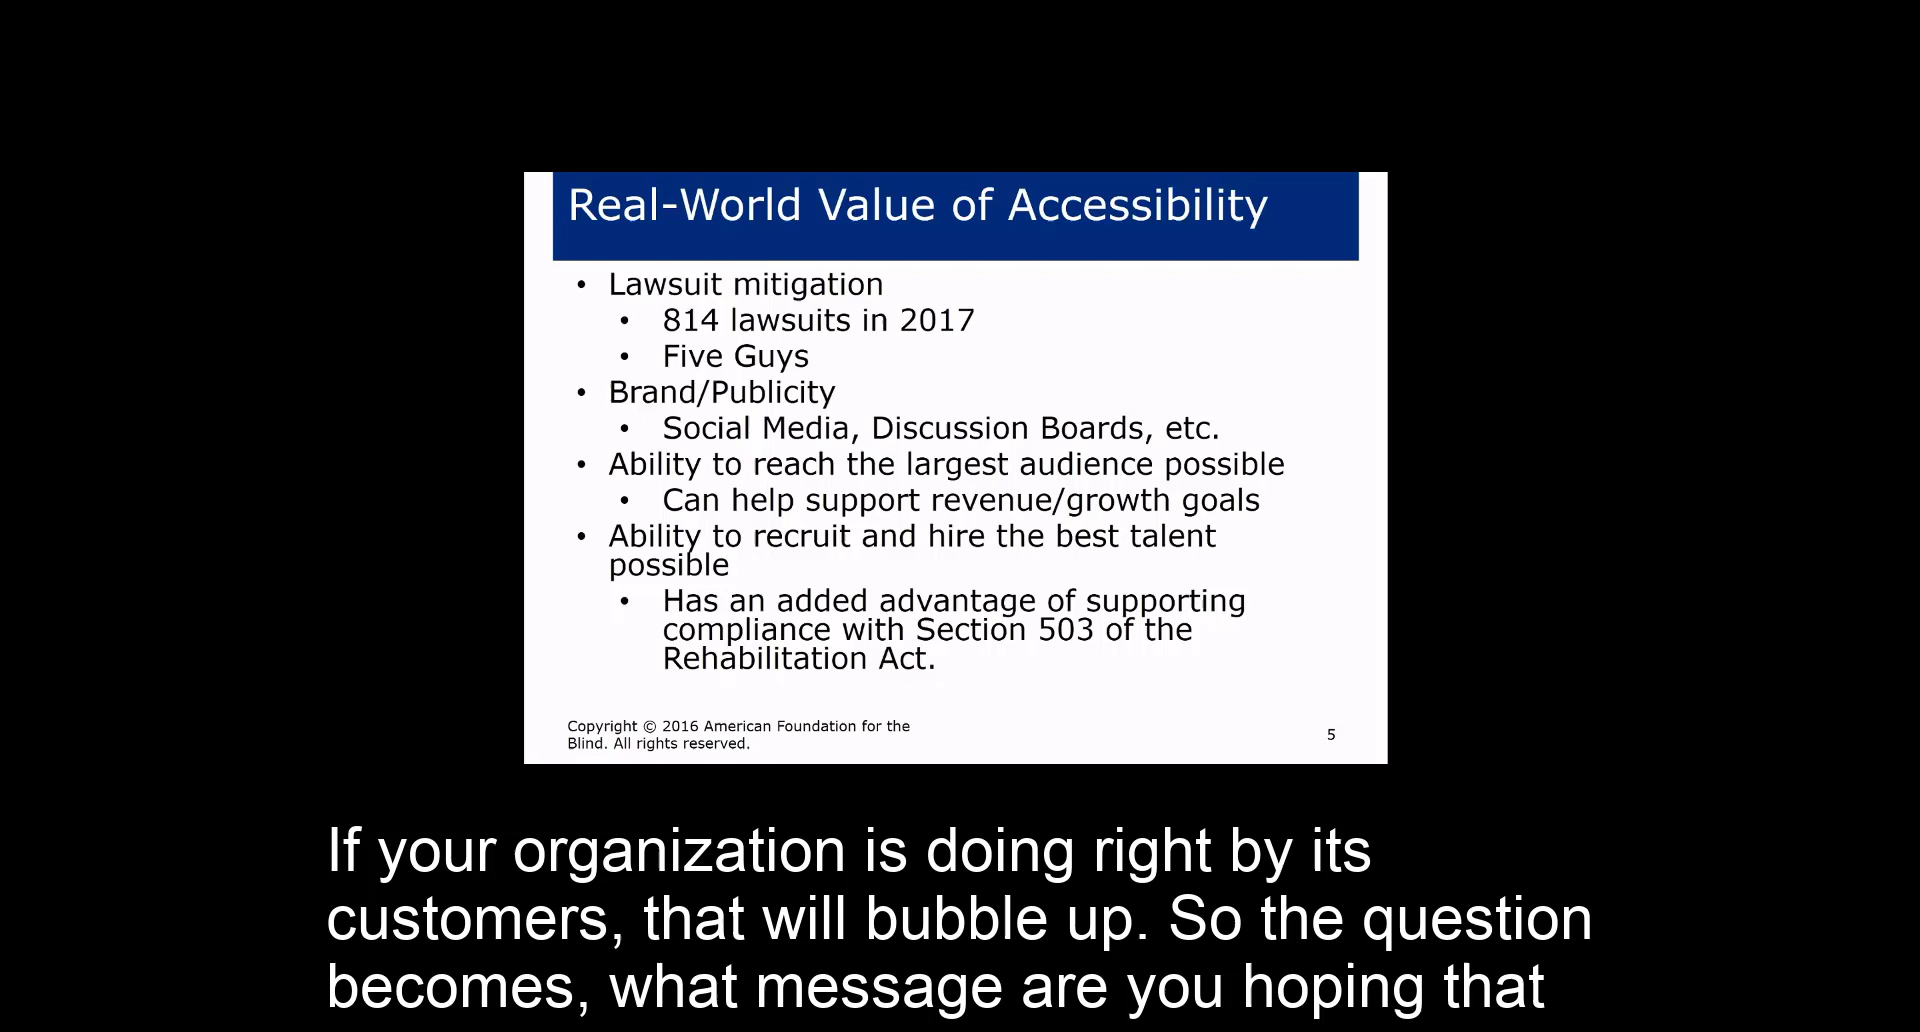 Real-World Value of Accessibility
• Lawsuit mitigation
• 814 lawsuits in 2017
• Five Guys
• Brand/Publicity
• Social Media, Discussion Boards, etc.
• Ability to reach the largest audience possible
• Can help support revenue/growth goals
• Ability to recruit and hire the best talent
possible
• Has an added advantage of supporting
compliance with Section 503 of the
Rehabilitation Act.
Copyright © 2016 American Foundation for the
Blind. All rights reserved.
5
If your organization is doing right by its
customers, that will bubble up. So the question
becomes, what message are you hoping that